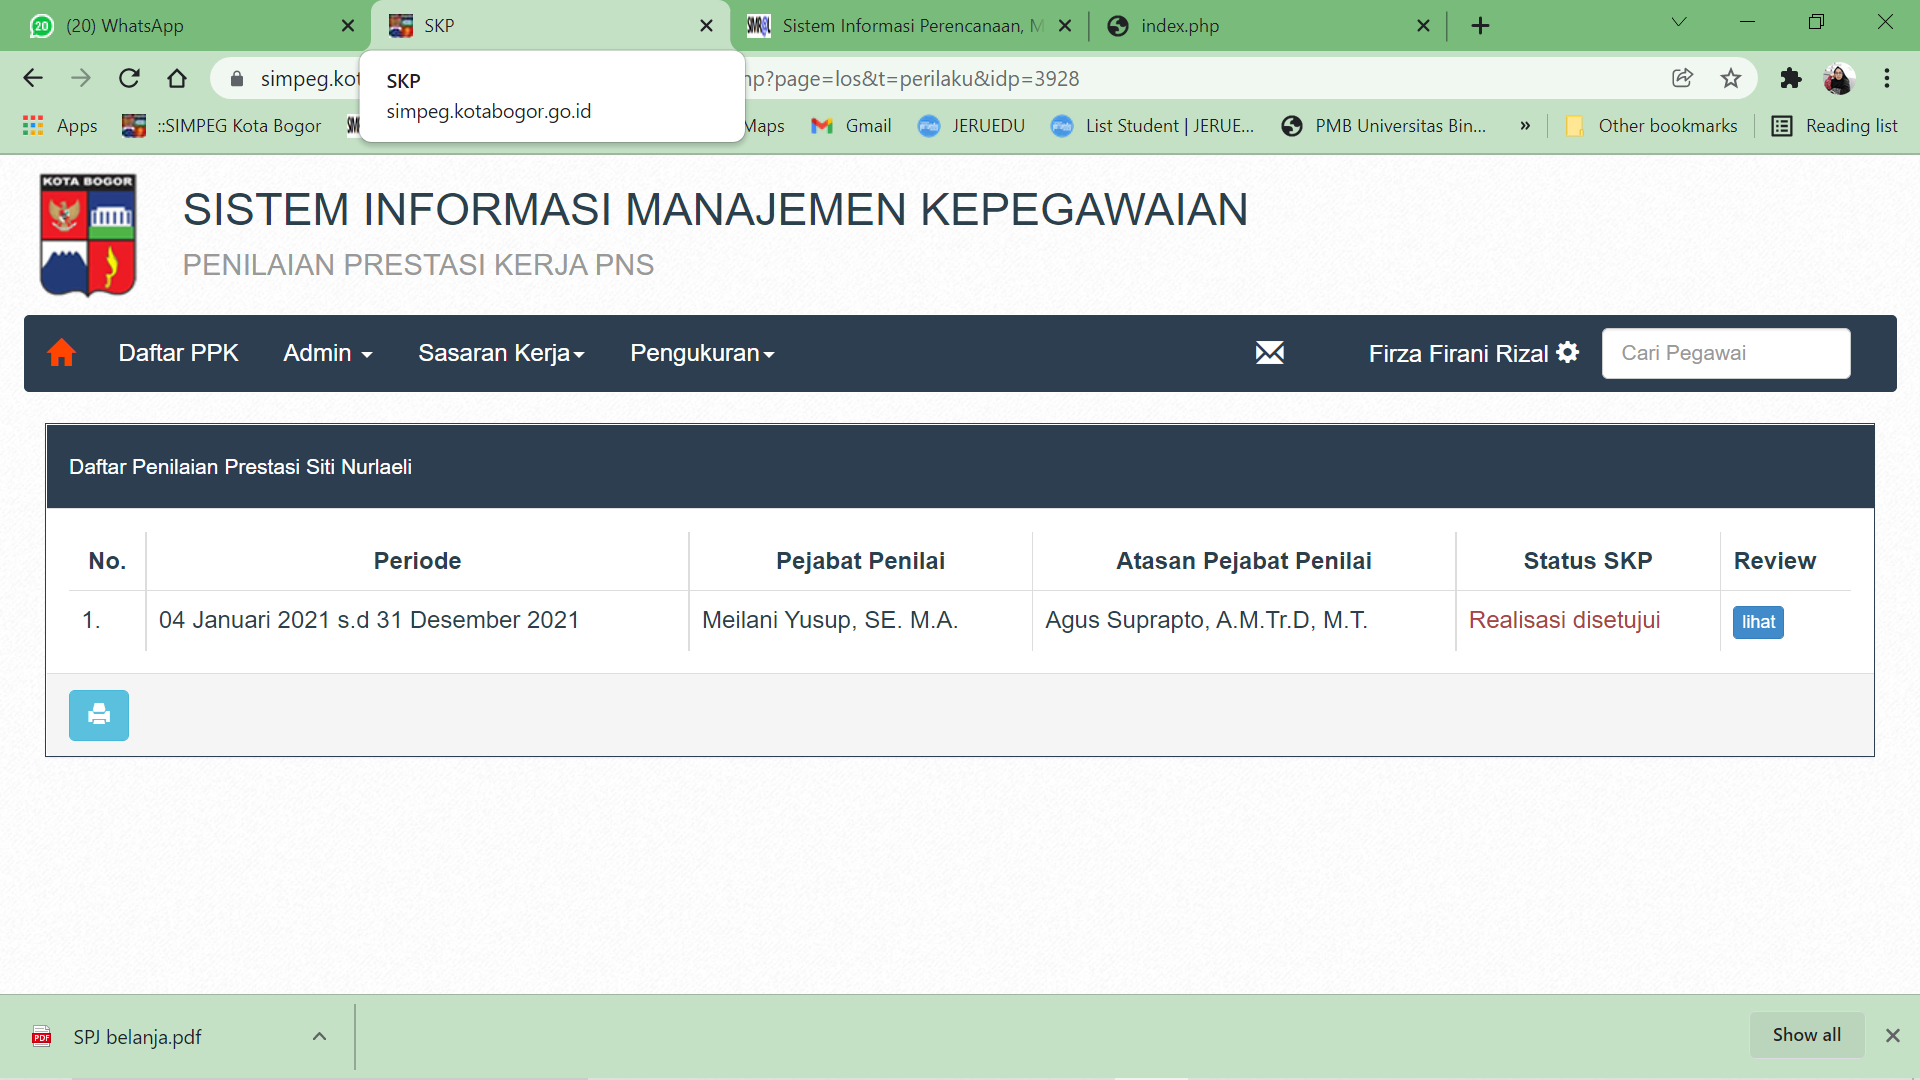 (20) WhatsApp
SKP
Sistem Informasi Perencanaan, M
index.php
simpeg.kot
SKP
simpeg.kotabogor.go.id
?page=los&t=perilaku&idp=3928
Apps
::SIMPEG Kota Bogor
Maps
Gmail
JERUEDU
List Student | JERUE...
PMB Universitas Bin...
»
Other bookmarks
Reading list
KOTA BOGOR
SISTEM INFORMASI MANAJEMEN KEPEGAWAIAN
PENILAIAN PRESTASI KERJA PNS
Daftar PPK
Admin
Sasaran Kerja
Pengukuran
Firza Firani Rizal
Cari Pegawai
Daftar Penilaian Prestasi Siti Nurlaeli
No. Periode Pejabat Penilai Atasan Pejabat Penilai Status SKP Review
1. 04 Januari 2021 s.d 31 Desember 2021 Meilani Yusup, SE. M.A. Agus Suprapto, A.M.Tr.D, M.T. Realisasi disetujui lihat
PDF
SPJ belanja.pdf
Show all